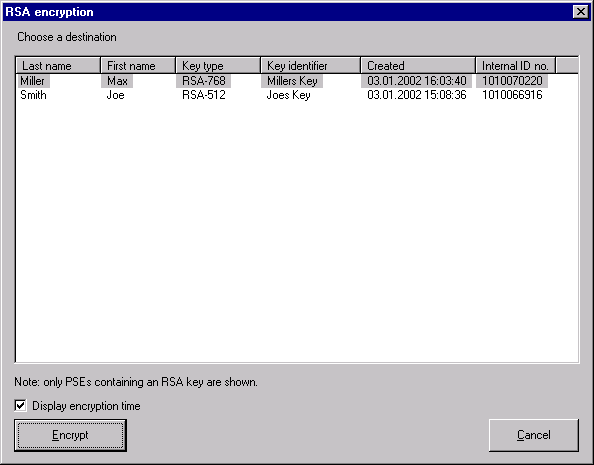 RSA encryption
Choose a destination
Last name First name Key type Key identifier Created Internal ID no.
Miller Max RSA-768 Millers Key 03.01.2002 16:03:40 1010070220
Smith Joe RSA-512 Joes Key 03.01.2002 15:08:36 1010066916
Note: only PSEs containing an RSA key are shown.
Display encryption time
Encrypt Cancel